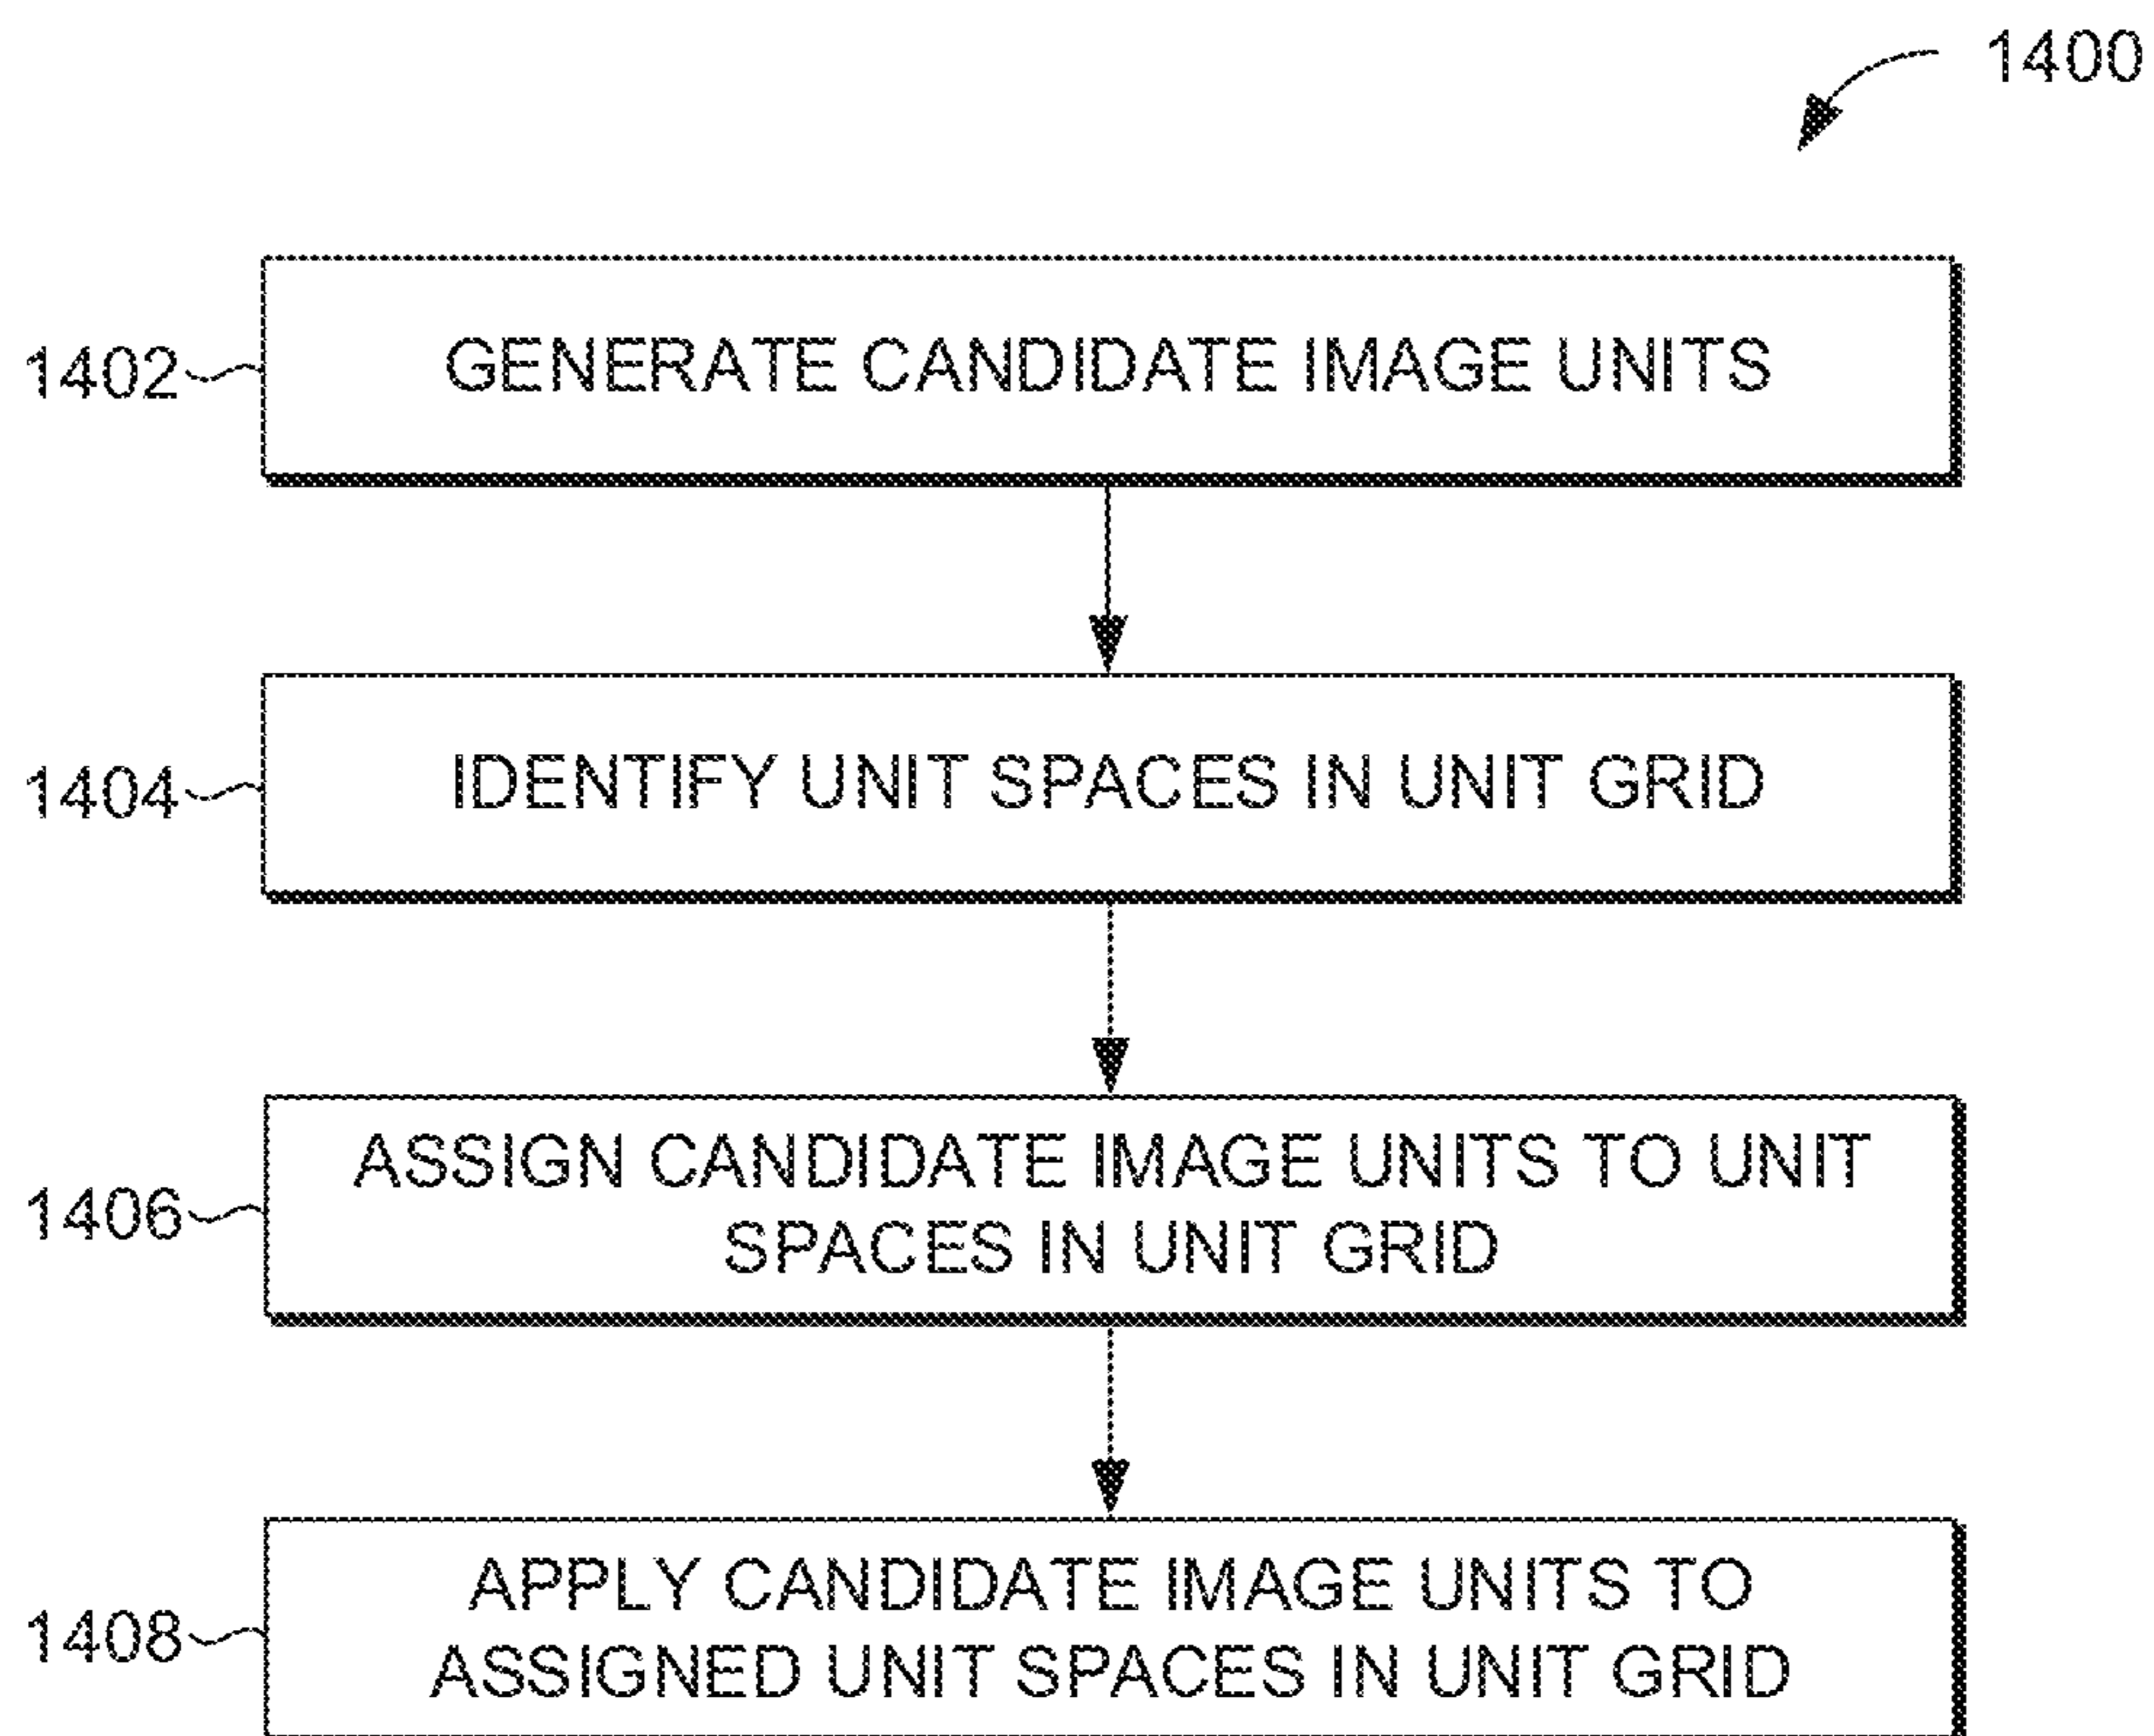 1400
1402
GENERATE CANDIDATE IMAGE UNITS
1404
IDENTIFY UNIT SPACES IN UNIT GRID
1406
ASSIGN CANDIDATE IMAGE UNITS TO UNIT
SPACES IN UNIT GRID
1408
APPLY CANDIDATE IMAGE UNITS TO
ASSIGNED UNIT SPACES IN UNIT GRID